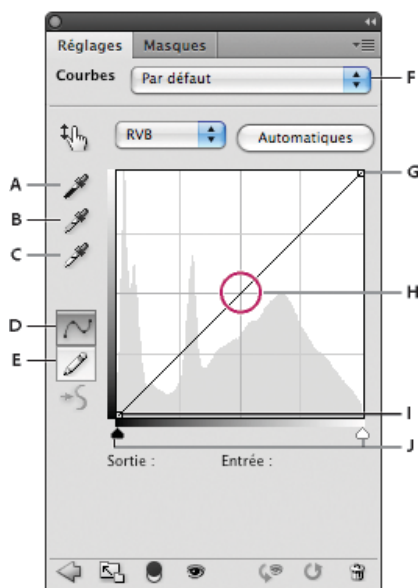 Réglages Masques
Courbes Par défaut F
RVB Automatiques
G
A
B
C
H
D
E
I
J
Sortie : Entrée :